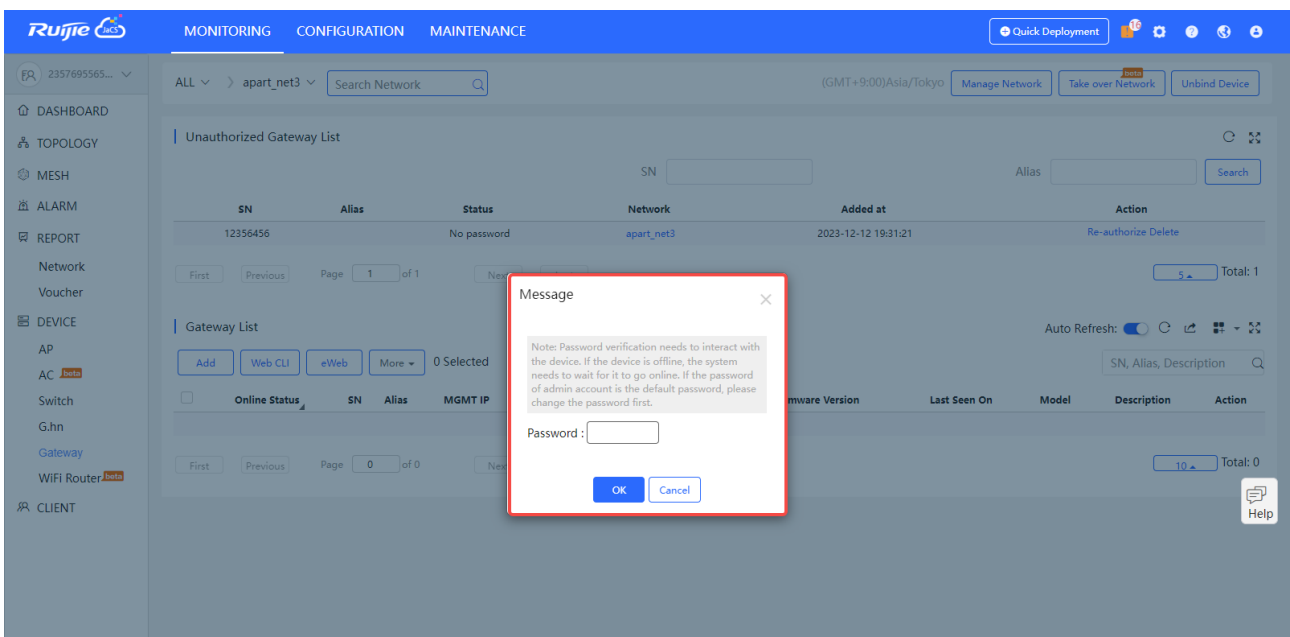 Ruijie JaCS MONITORING CONFIGURATION MAINTENANCE Quick Deployment 16
2357695565...
ALL apart_net3 Search Network (GMT+9:00)Asia/Tokyo Manage Network Take over Network beta Unbind Device
DASHBOARD
TOPOLOGY
MESH
ALARM
REPORT
Network
Voucher
DEVICE
AP
AC beta
Switch
G.hn
Gateway
WiFi Router beta
CLIENT
Unauthorized Gateway List
SN Alias Search
SN Alias Status Network Added at Action
12356456 No password apart_net3 2023-12-12 19:31:21 Re-authorize Delete
First Previous Page 1 of 1 5 Total: 1
Gateway List Auto Refresh:
Add Web CLI eWeb More 0 Selected SN, Alias, Description
Online Status SN Alias MGMT IP mware Version Last Seen On Model Description Action
First Previous Page 0 of 0 10 Total: 0
Message
Note: Password verification needs to interact with
the device. If the device is offline, the system
needs to wait for it to go online. If the password
of admin account is the default password, please
change the password first.
Password :
OK Cancel
Help